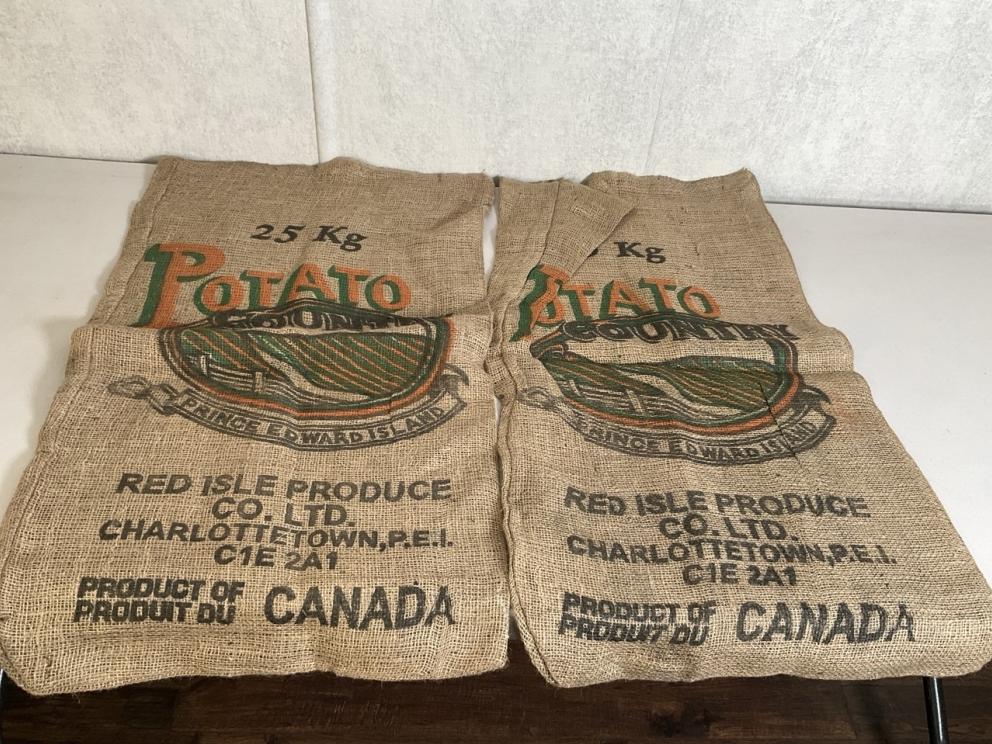 25 Kg
POTATO
COUNTRY
PRINCE EDWARD ISLAND
RED ISLE PRODUCE
CO. LTD.
CHARLOTTETOWN, P.E.I.
C1E 2A1
PRODUCT OF
PRODUIT DU
CANADA
Kg
POTATO
COUNTRY
PRINCE EDWARD ISLAND
RED ISLE PRODUCE
CO. LTD.
CHARLOTTETOWN, P.E.I.
C1E 2A1
PRODUCT OF
PRODUIT DU
CANADA